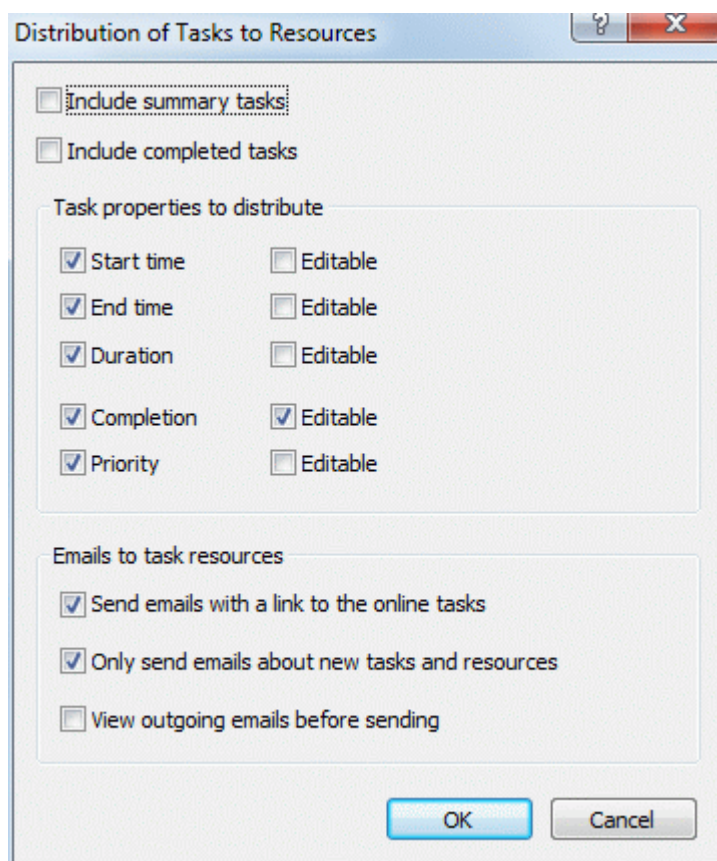 Distribution of Tasks to Resources
Include summary tasks
Include completed tasks
Task properties to distribute
Start time Editable
End time Editable
Duration Editable
Completion Editable
Priority Editable
Emails to task resources
Send emails with a link to the online tasks
Only send emails about new tasks and resources
View outgoing emails before sending
OK Cancel